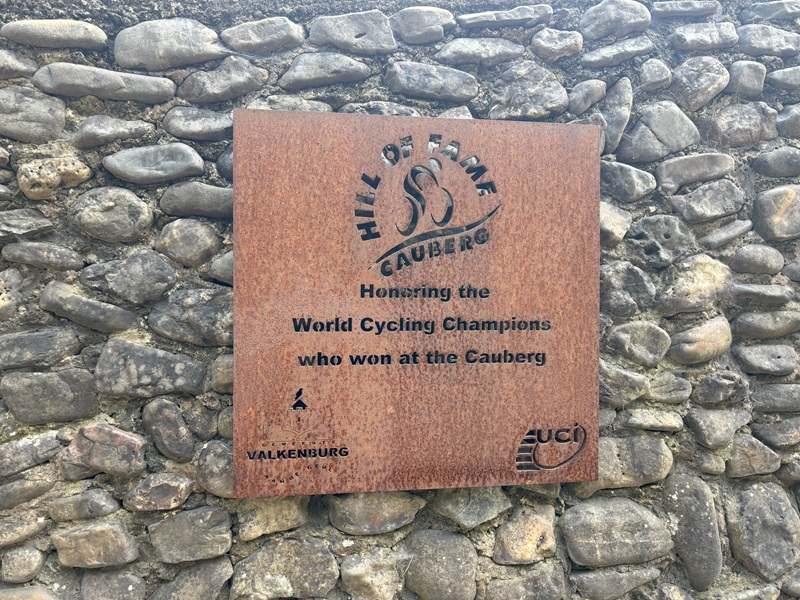 HILL OF FAME
CAUBERG
Honoring the
World Cycling Champions
who won at the Cauberg
VALKENBURG
UCI